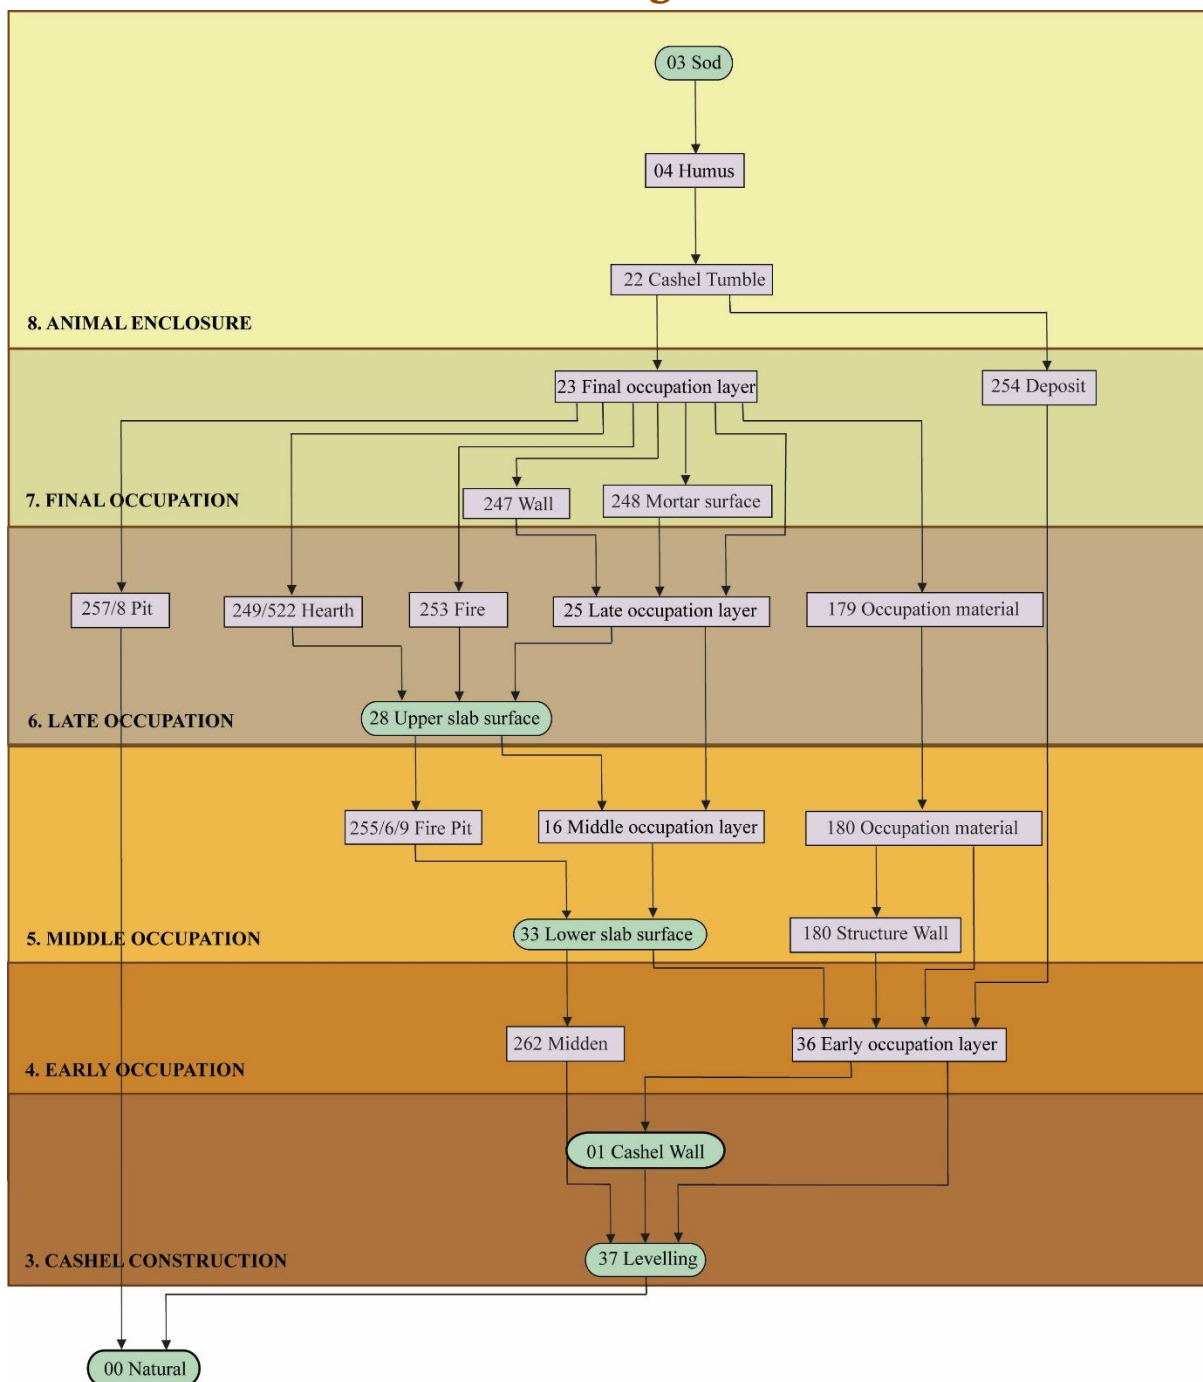 03 Sod
04 Humus
22 Cashel Tumble
8. ANIMAL ENCLOSURE
23 Final occupation layer
254 Deposit
247 Wall
248 Mortar surface
7. FINAL OCCUPATION
257/8 Pit
249/522 Hearth
253 Fire
25 Late occupation layer
179 Occupation material
28 Upper slab surface
6. LATE OCCUPATION
255/6/9 Fire Pit
16 Middle occupation layer
180 Occupation material
33 Lower slab surface
180 Structure Wall
5. MIDDLE OCCUPATION
262 Midden
36 Early occupation layer
4. EARLY OCCUPATION
01 Cashel Wall
37 Levelling
3. CASHEL CONSTRUCTION
00 Natural